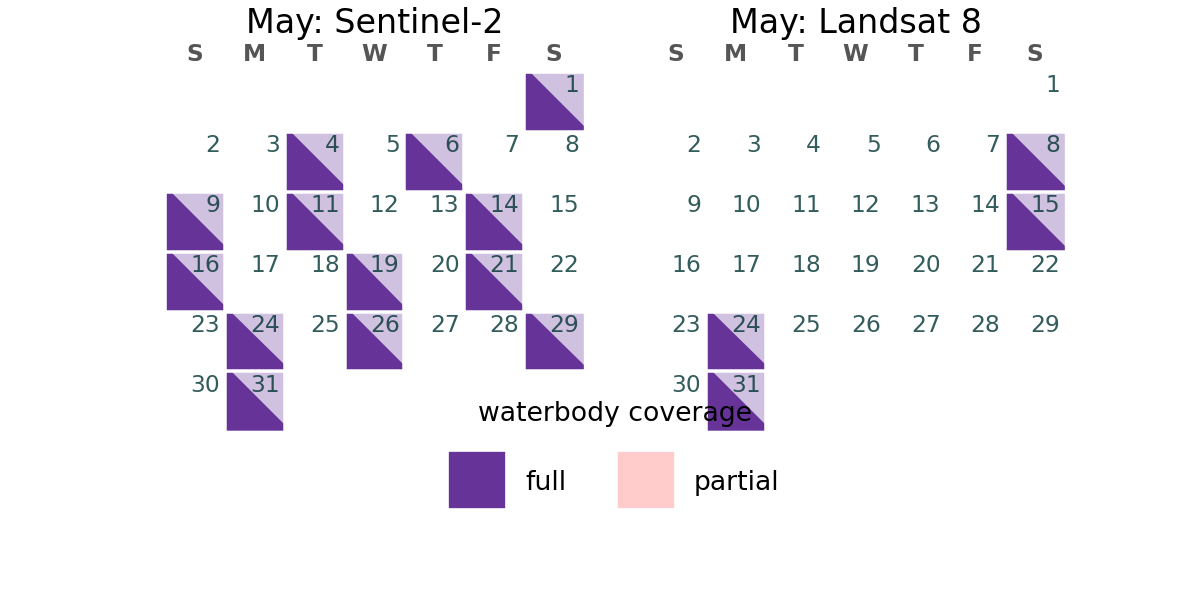 May: Sentinel-2
S M T W T F S
1
2 3 4 5 6 7 8
9 10 11 12 13 14 15
16 17 18 19 20 21 22
23 24 25 26 27 28 29
30 31
May: Landsat 8
S M T W T F S
1
2 3 4 5 6 7 8
9 10 11 12 13 14 15
16 17 18 19 20 21 22
23 24 25 26 27 28 29
30 31
waterbody coverage
full partial